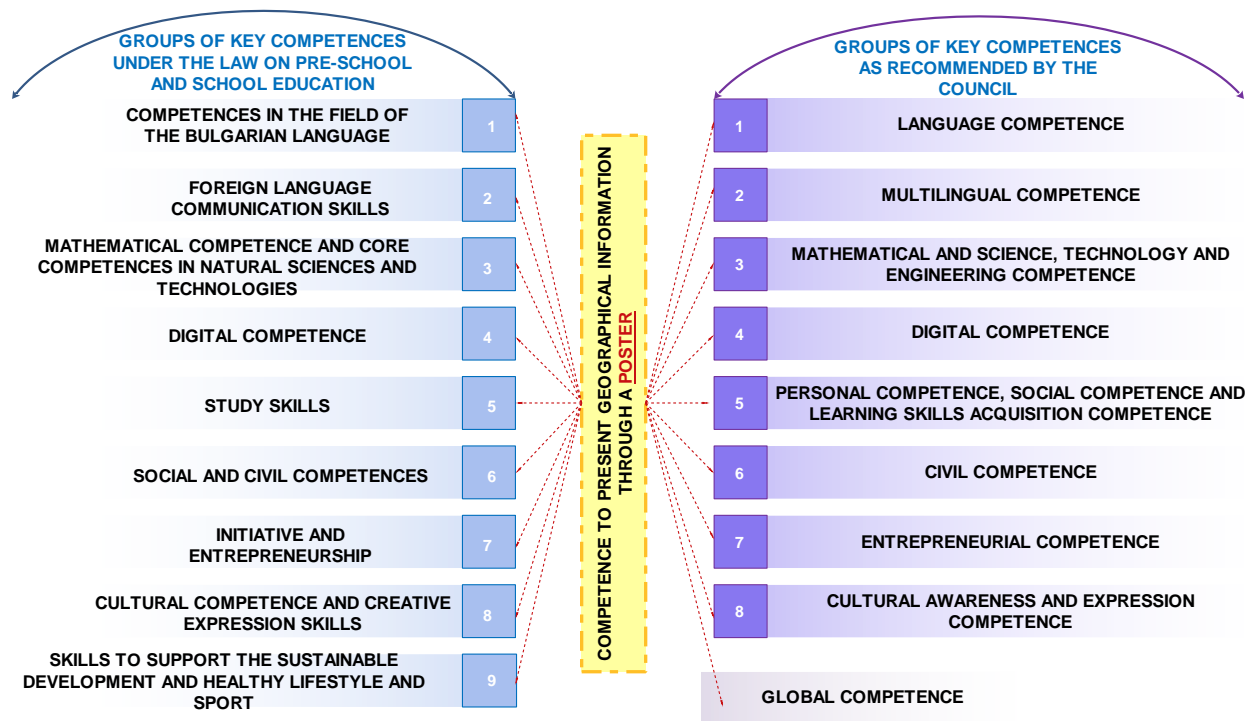 GROUPS OF KEY COMPETENCES
UNDER THE LAW ON PRE-SCHOOL
AND SCHOOL EDUCATION
COMPETENCES IN THE FIELD OF
THE BULGARIAN LANGUAGE
1
FOREIGN LANGUAGE
COMMUNICATION SKILLS
2
MATHEMATICAL COMPETENCE AND CORE
COMPETENCES IN NATURAL SCIENCES AND
TECHNOLOGIES
3
DIGITAL COMPETENCE
4
STUDY SKILLS
5
SOCIAL AND CIVIL COMPETENCES
6
INITIATIVE AND
ENTREPRENEURSHIP
7
CULTURAL COMPETENCE AND CREATIVE
EXPRESSION SKILLS
8
SKILLS TO SUPPORT THE SUSTAINABLE
DEVELOPMENT AND HEALTHY LIFESTYLE AND
SPORT
9
COMPETENCE TO PRESENT GEOGRAPHICAL INFORMATION
THROUGH A POSTER
GROUPS OF KEY COMPETENCES
AS RECOMMENDED BY THE
COUNCIL
1
LANGUAGE COMPETENCE
2
MULTILINGUAL COMPETENCE
3
MATHEMATICAL AND SCIENCE, TECHNOLOGY AND
ENGINEERING COMPETENCE
4
DIGITAL COMPETENCE
5
PERSONAL COMPETENCE, SOCIAL COMPETENCE AND
LEARNING SKILLS ACQUISITION COMPETENCE
6
CIVIL COMPETENCE
7
ENTREPRENEURIAL COMPETENCE
8
CULTURAL AWARENESS AND EXPRESSION
COMPETENCE
GLOBAL COMPETENCE